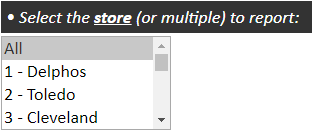 • Select the store (or multiple) to report:
All
1 - Delphos
2 - Toledo
3 - Cleveland